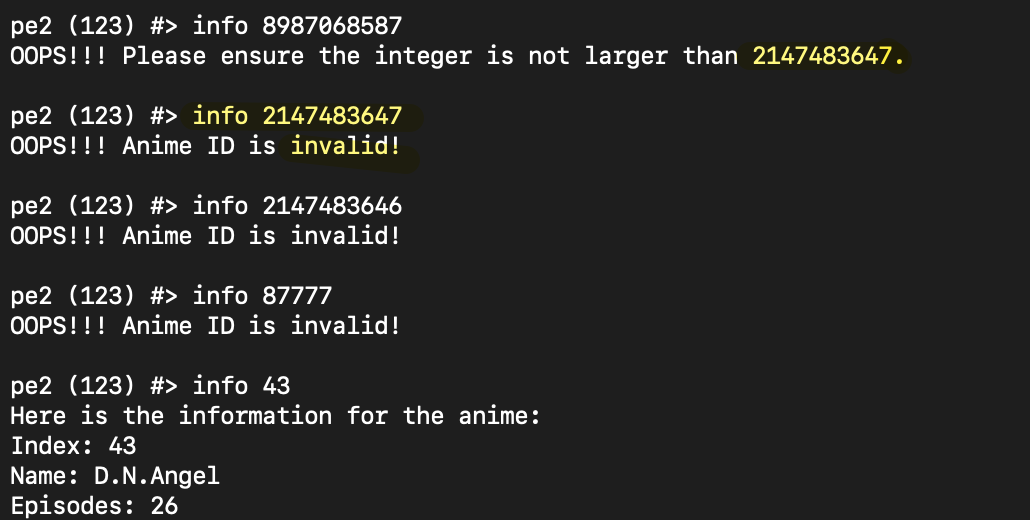 pe2 (123) #> info 8987068587
OOPS!!! Please ensure the integer is not larger than 2147483647.
pe2 (123) #> info 2147483647
OOPS!!! Anime ID is invalid!
pe2 (123) #> info 2147483646
OOPS!!! Anime ID is invalid!
pe2 (123) #> info 87777
OOPS!!! Anime ID is invalid!
pe2 (123) #> info 43
Here is the information for the anime:
Index: 43
Name: D.N.Angel
Episodes: 26